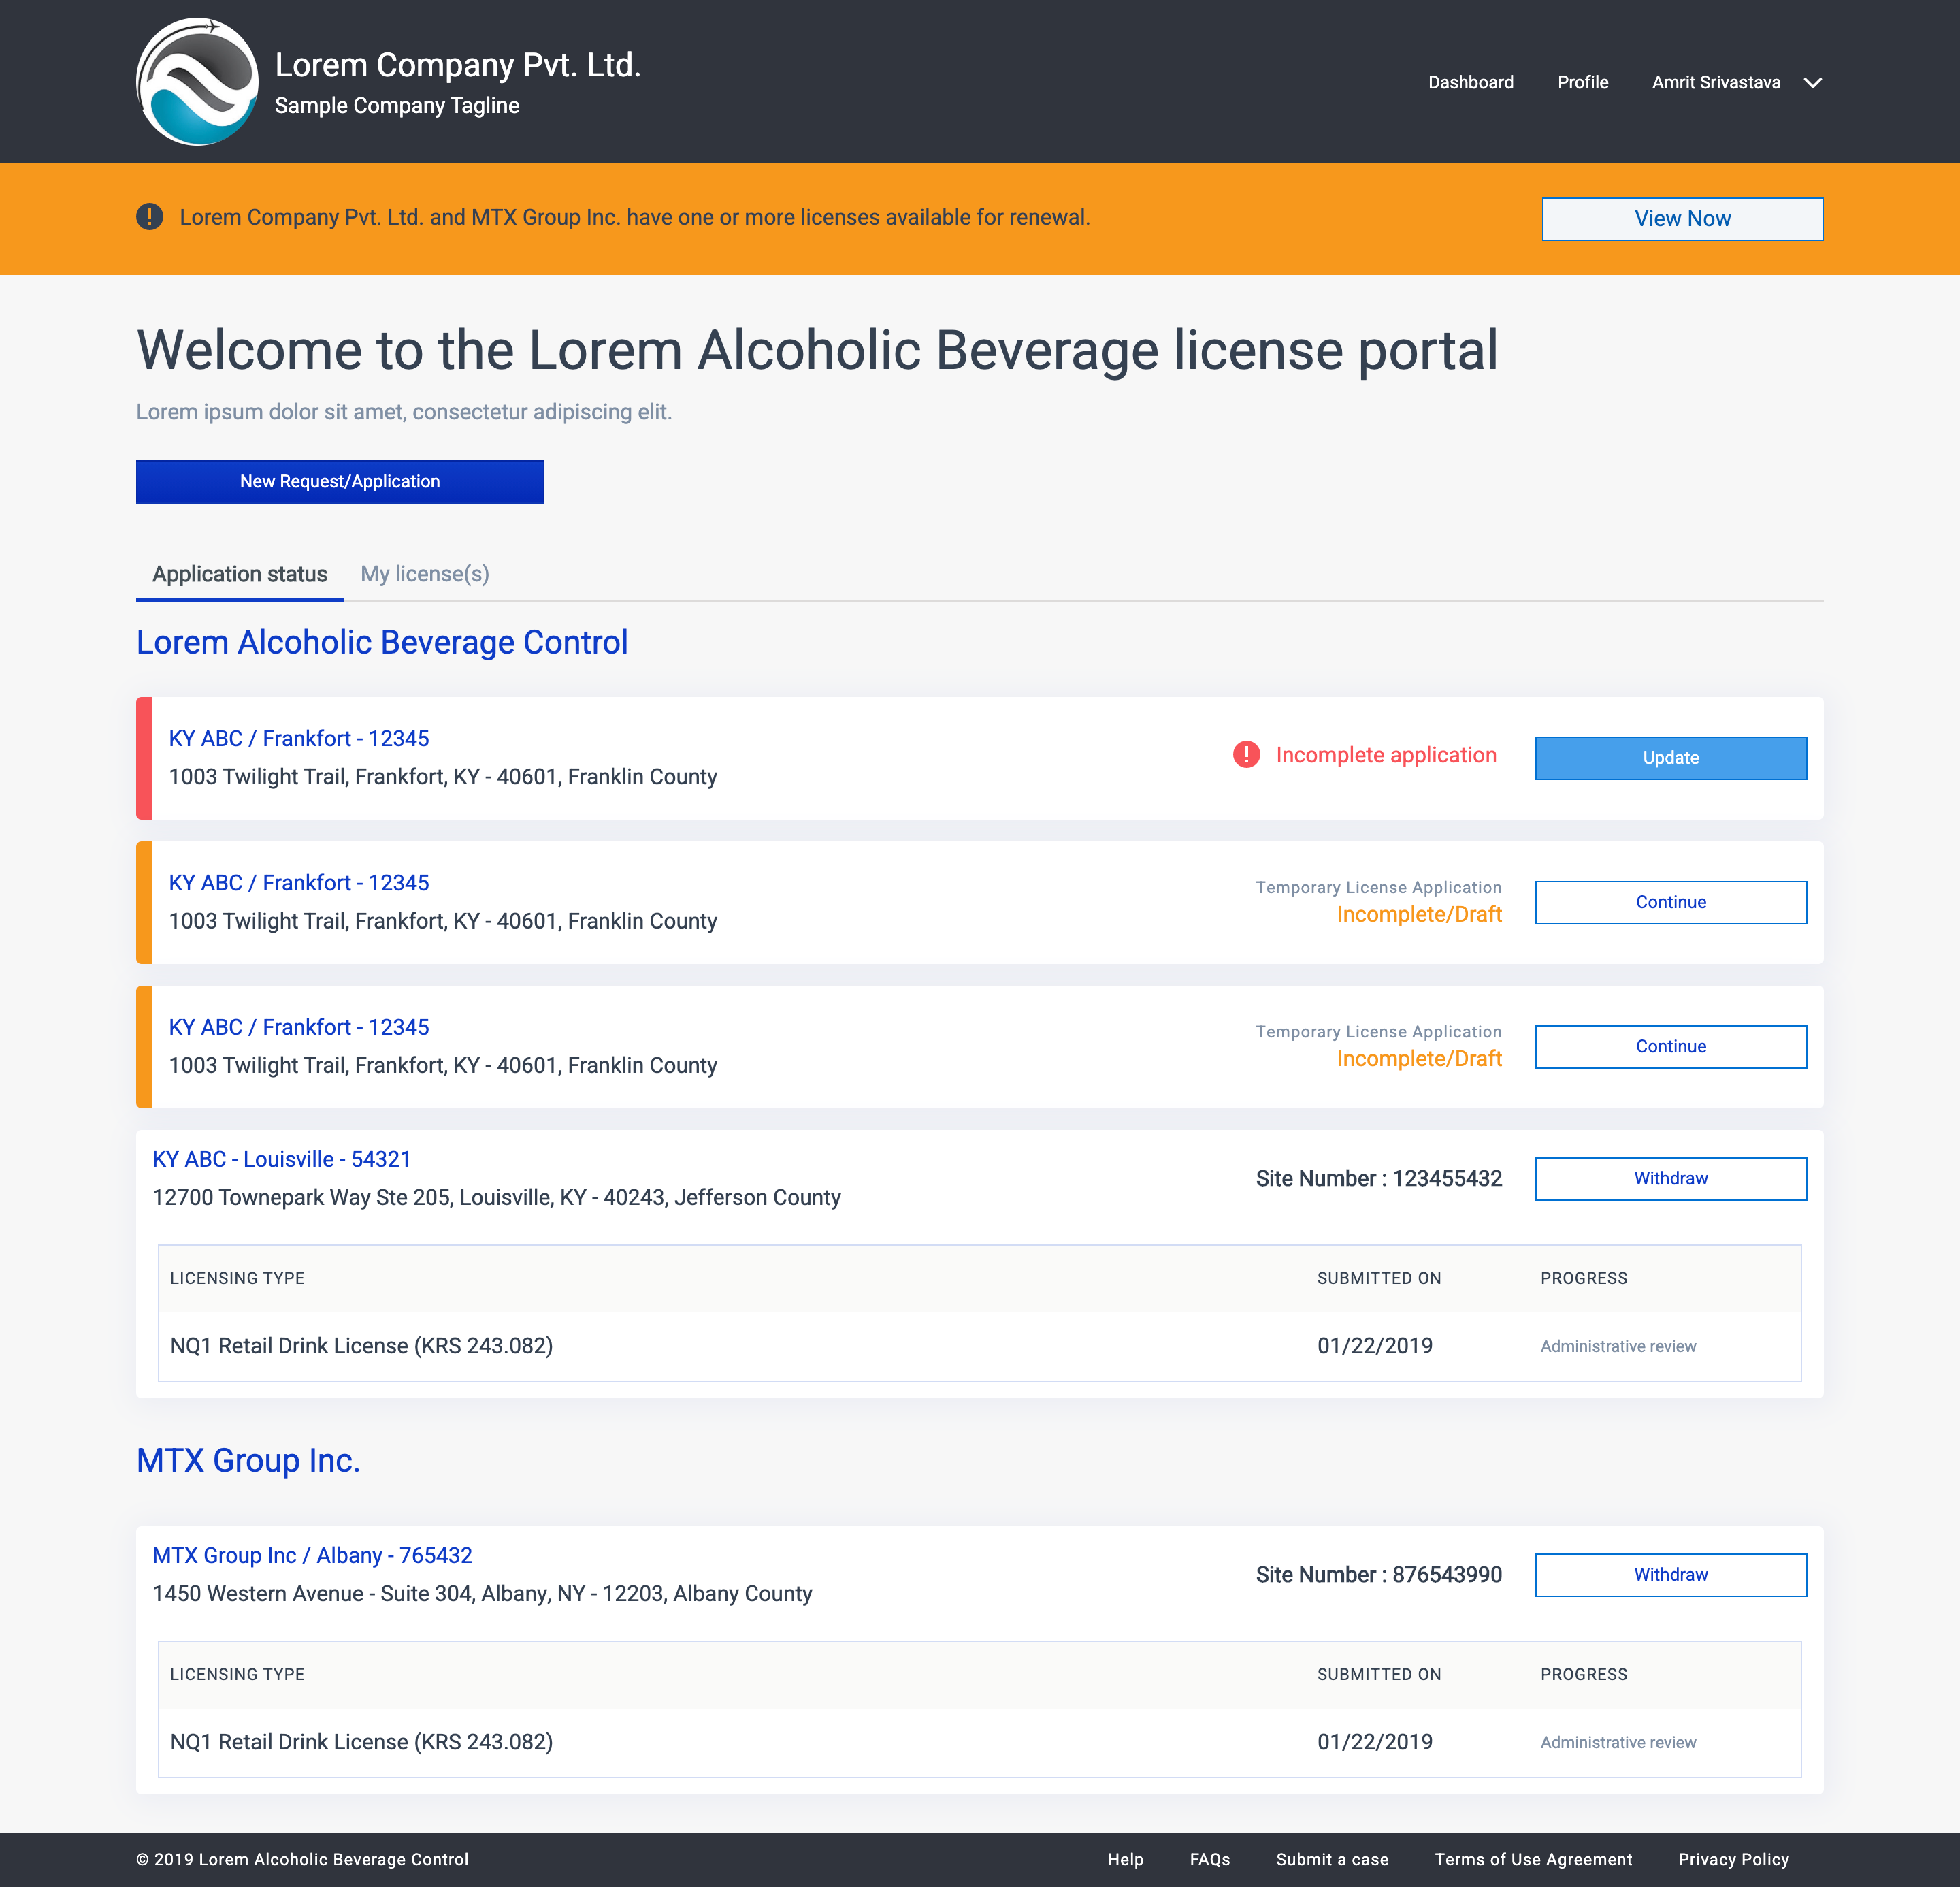 Lorem Company Pvt. Ltd.
Sample Company Tagline
Dashboard Profile Amrit Srivastava
! Lorem Company Pvt. Ltd. and MTX Group Inc. have one or more licenses available for renewal.
View Now
Welcome to the Lorem Alcoholic Beverage license portal
Lorem ipsum dolor sit amet, consectetur adipiscing elit.
New Request/Application
Application status My license(s)
Lorem Alcoholic Beverage Control
KY ABC / Frankfort - 12345
1003 Twilight Trail, Frankfort, KY - 40601, Franklin County
! Incomplete application
Update
KY ABC / Frankfort - 12345
1003 Twilight Trail, Frankfort, KY - 40601, Franklin County
Temporary License Application
Incomplete/Draft
Continue
KY ABC / Frankfort - 12345
1003 Twilight Trail, Frankfort, KY - 40601, Franklin County
Temporary License Application
Incomplete/Draft
Continue
KY ABC - Louisville - 54321
12700 Townepark Way Ste 205, Louisville, KY - 40243, Jefferson County
Site Number : 123455432
Withdraw
LICENSING TYPE SUBMITTED ON PROGRESS
NQ1 Retail Drink License (KRS 243.082) 01/22/2019 Administrative review
MTX Group Inc.
MTX Group Inc / Albany - 765432
1450 Western Avenue - Suite 304, Albany, NY - 12203, Albany County
Site Number : 876543990
Withdraw
LICENSING TYPE SUBMITTED ON PROGRESS
NQ1 Retail Drink License (KRS 243.082) 01/22/2019 Administrative review
© 2019 Lorem Alcoholic Beverage Control
Help FAQs Submit a case Terms of Use Agreement Privacy Policy